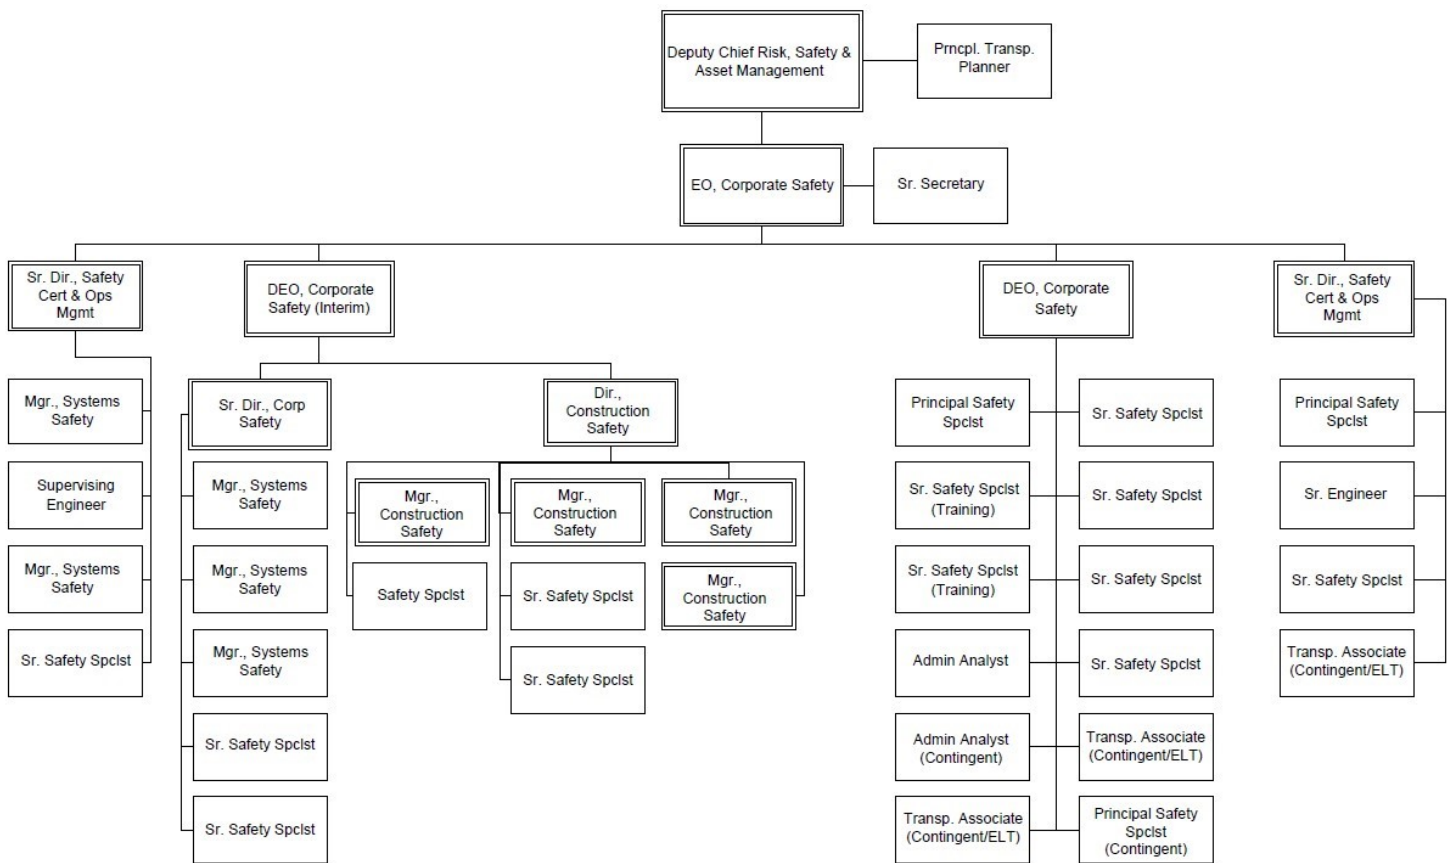 Deputy Chief Risk, Safety &
Asset Management
Prncpl. Transp.
Planner
EO, Corporate Safety
Sr. Secretary
Sr. Dir., Safety
Cert & Ops
Mgmt
DEO, Corporate
Safety (Interim)
DEO, Corporate
Safety
Sr. Dir., Safety
Cert & Ops
Mgmt
Mgr., Systems
Safety
Supervising
Engineer
Mgr., Systems
Safety
Sr. Safety Spclst
Sr. Dir., Corp
Safety
Mgr., Systems
Safety
Mgr., Systems
Safety
Mgr., Systems
Safety
Sr. Safety Spclst
Sr. Safety Spclst
Dir.,
Construction
Safety
Mgr.,
Construction
Safety
Safety Spclst
Mgr.,
Construction
Safety
Sr. Safety Spclst
Sr. Safety Spclst
Mgr.,
Construction
Safety
Mgr.,
Construction
Safety
Principal Safety
Spclst
Sr. Safety Spclst
(Training)
Sr. Safety Spclst
(Training)
Admin Analyst
Admin Analyst
(Contingent)
Transp. Associate
(Contingent/ELT)
Sr. Safety Spclst
Sr. Safety Spclst
Sr. Safety Spclst
Sr. Safety Spclst
Transp. Associate
(Contingent/ELT)
Principal Safety
Spclst
(Contingent)
Principal Safety
Spclst
Sr. Engineer
Sr. Safety Spclst
Transp. Associate
(Contingent/ELT)